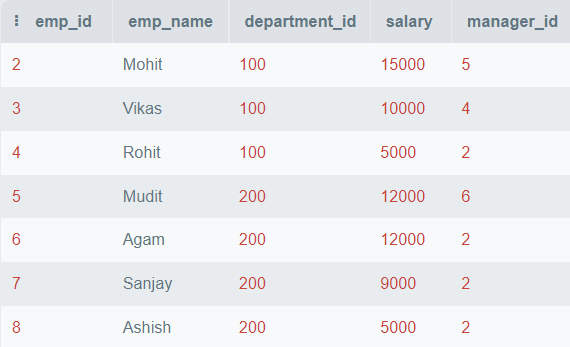 emp_id emp_name department_id salary manager_id
2 Mohit 100 15000 5
3 Vikas 100 10000 4
4 Rohit 100 5000 2
5 Mudit 200 12000 6
6 Agam 200 12000 2
7 Sanjay 200 9000 2
8 Ashish 200 5000 2